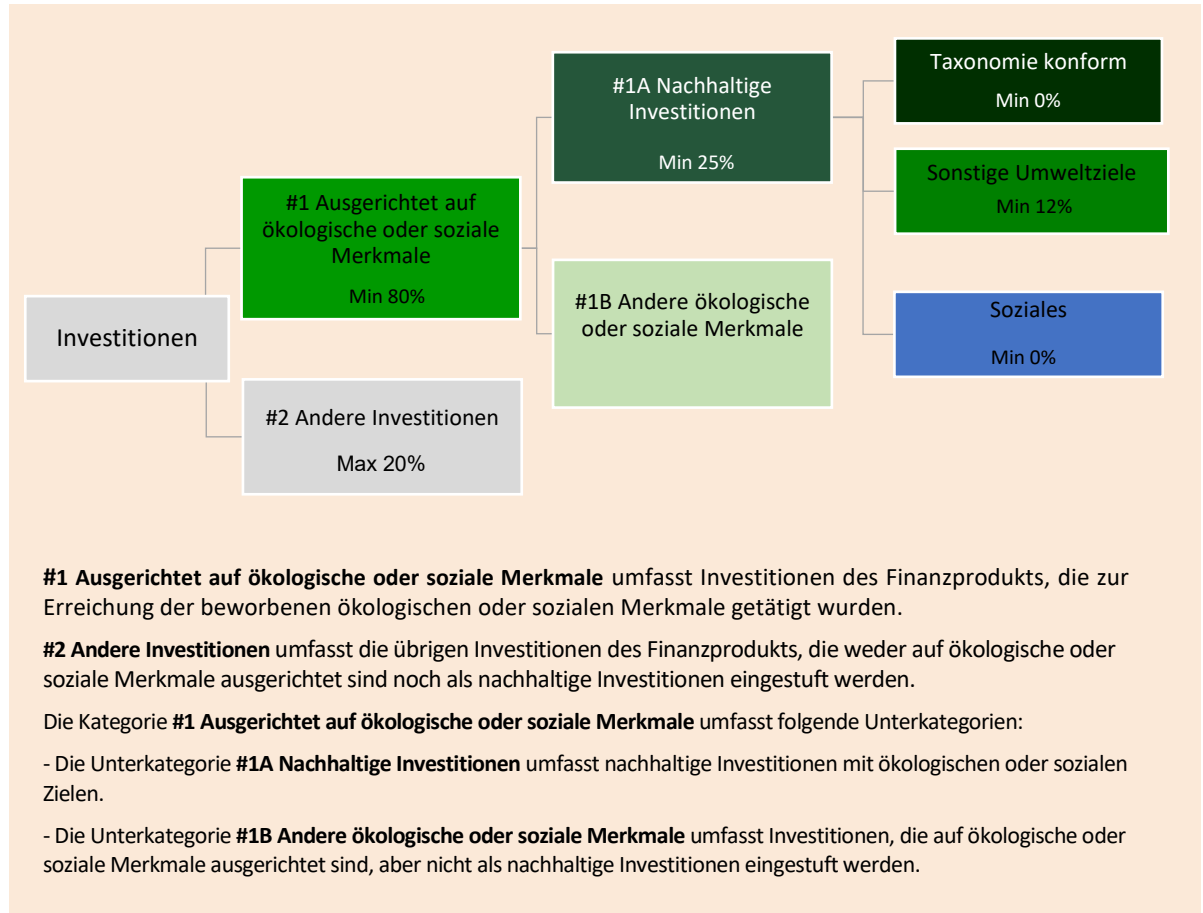 Investitionen
#1 Ausgerichtet auf
ökologische oder soziale
Merkmale
Min 80%
#2 Andere Investitionen
Max 20%
#1A Nachhaltige
Investitionen
Min 25%
#1B Andere ökologische
oder soziale Merkmale
Taxonomie konform
Min 0%
Sonstige Umweltziele
Min 12%
Soziales
Min 0%
#1 Ausgerichtet auf ökologische oder soziale Merkmale umfasst Investitionen des Finanzprodukts, die zur
Erreichung der beworbenen ökologischen oder sozialen Merkmale getätigt wurden.
#2 Andere Investitionen umfasst die übrigen Investitionen des Finanzprodukts, die weder auf ökologische oder
soziale Merkmale ausgerichtet sind noch als nachhaltige Investitionen eingestuft werden.
Die Kategorie #1 Ausgerichtet auf ökologische oder soziale Merkmale umfasst folgende Unterkategorien:
- Die Unterkategorie #1A Nachhaltige Investitionen umfasst nachhaltige Investitionen mit ökologischen oder sozialen
Zielen.
- Die Unterkategorie #1B Andere ökologische oder soziale Merkmale umfasst Investitionen, die auf ökologische oder
soziale Merkmale ausgerichtet sind, aber nicht als nachhaltige Investitionen eingestuft werden.